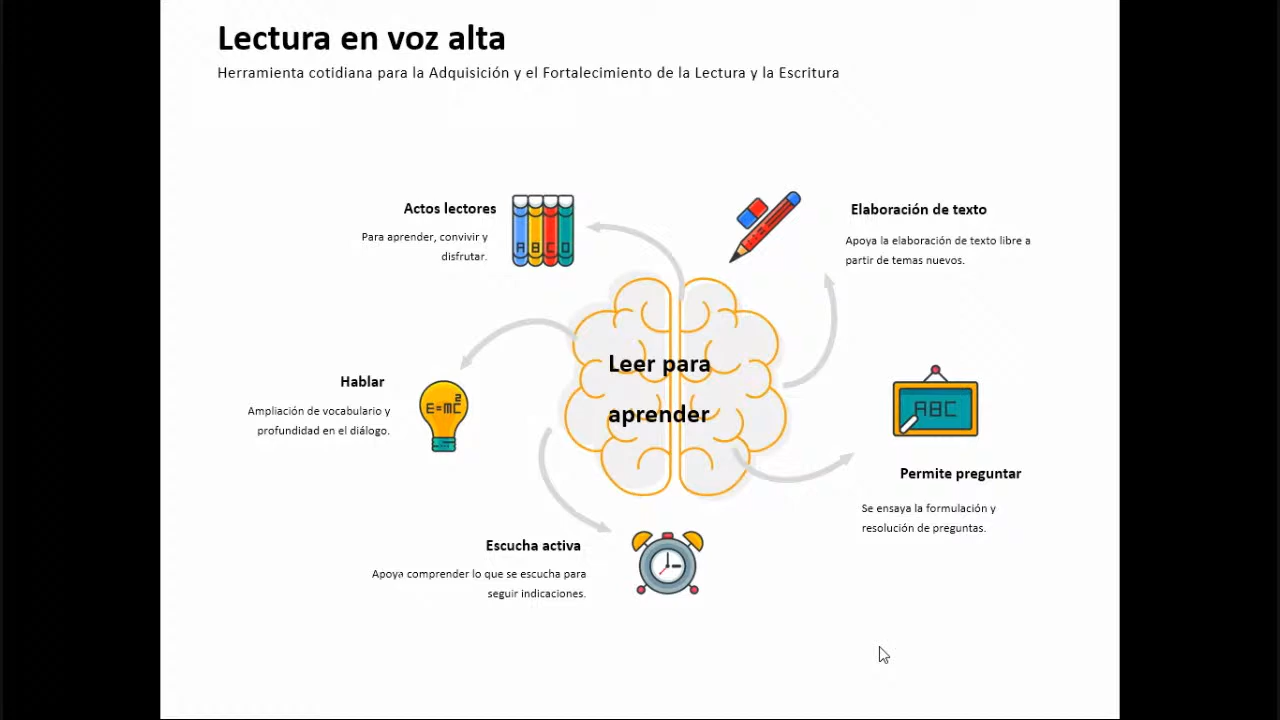 Lectura en voz alta
Herramienta cotidiana para la Adquisición y el Fortalecimiento de la Lectura y la Escritura
Actos lectores
Para aprender, convivir y
disfrutar.
A B C D
Elaboración de texto
Apoya la elaboración de texto libre a
partir de temas nuevos.
Leer para
aprender
Hablar
Ampliación de vocabulario y
profundidad en el diálogo.
E=mc²
ABC
Permite preguntar
Se ensaya la formulación y
resolución de preguntas.
Escucha activa
Apoya comprender lo que se escucha para
seguir indicaciones.